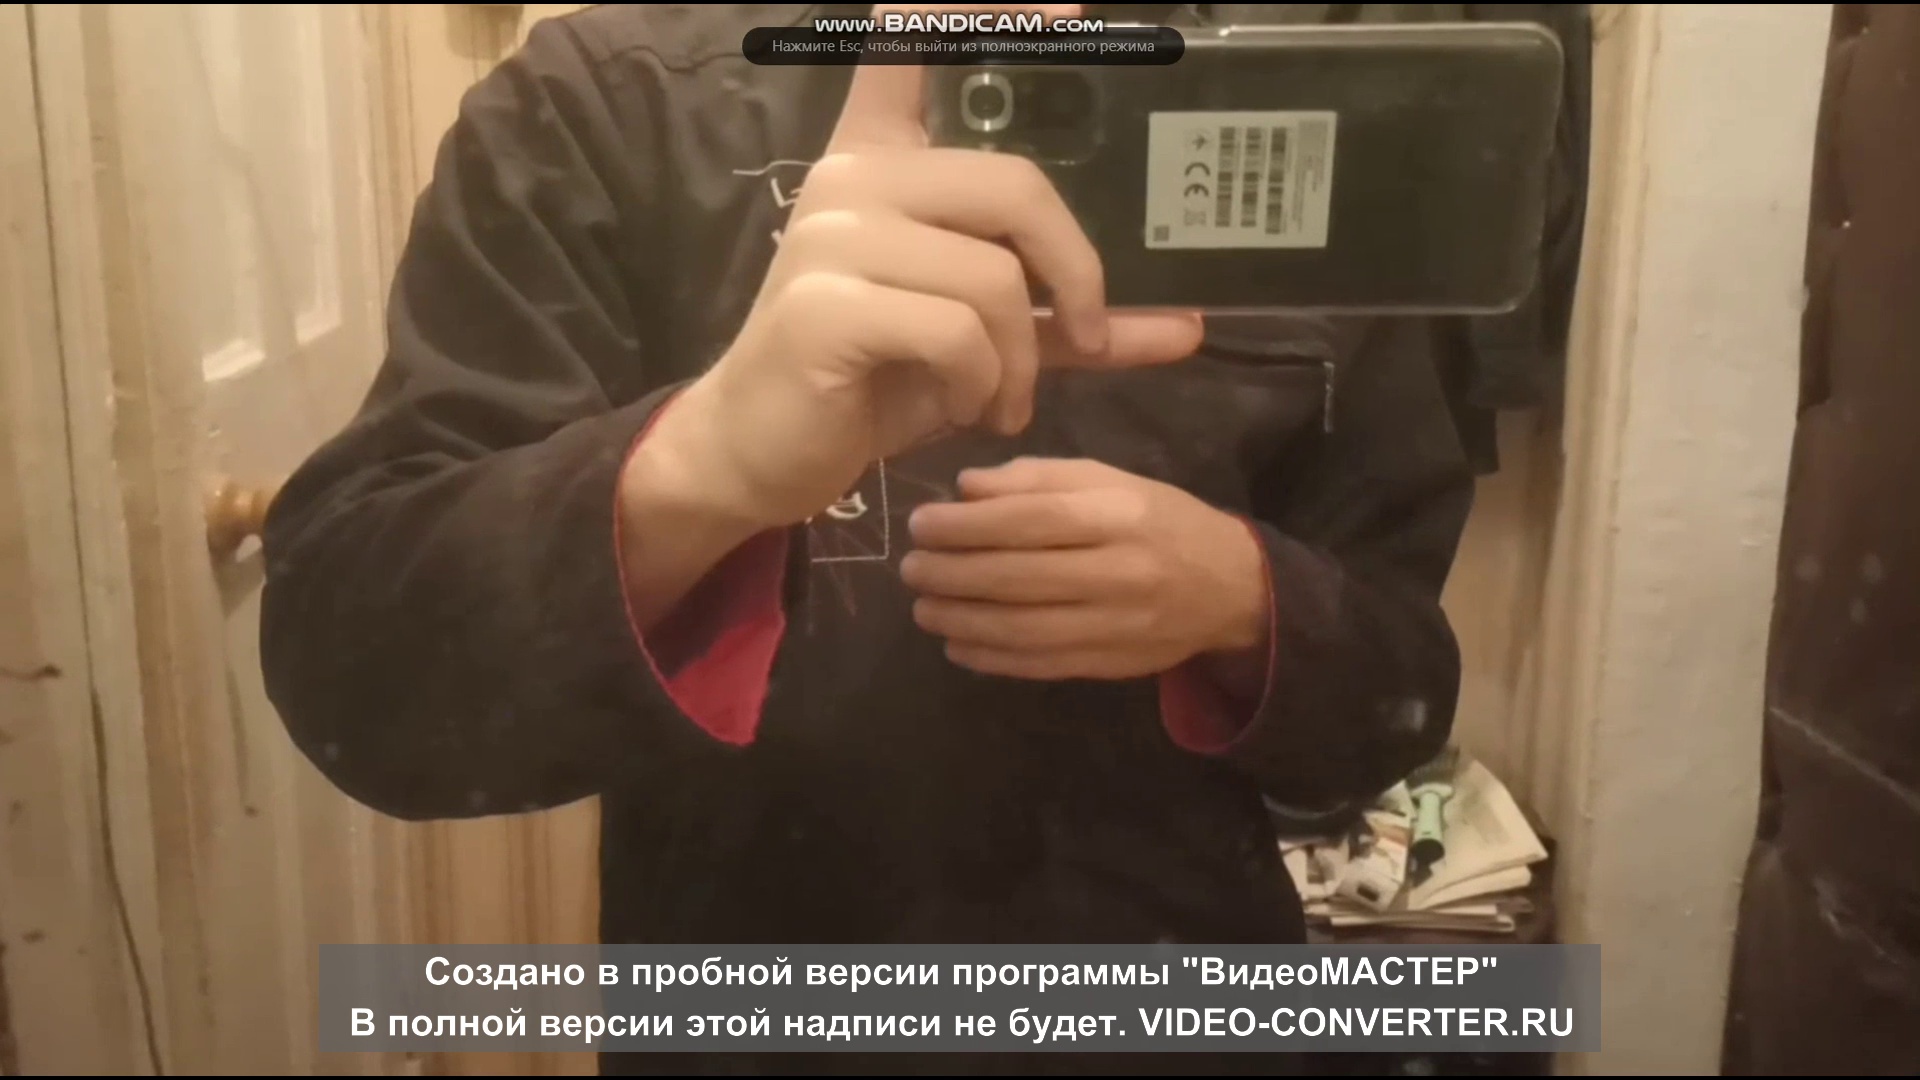 www.BANDICAM.com
Нажмите Esc, чтобы выйти из полноэкранного режима
CE
Создано в пробной версии программы "ВидеоМАСТЕР"
В полной версии этой надписи не будет. VIDEO-CONVERTER.RU